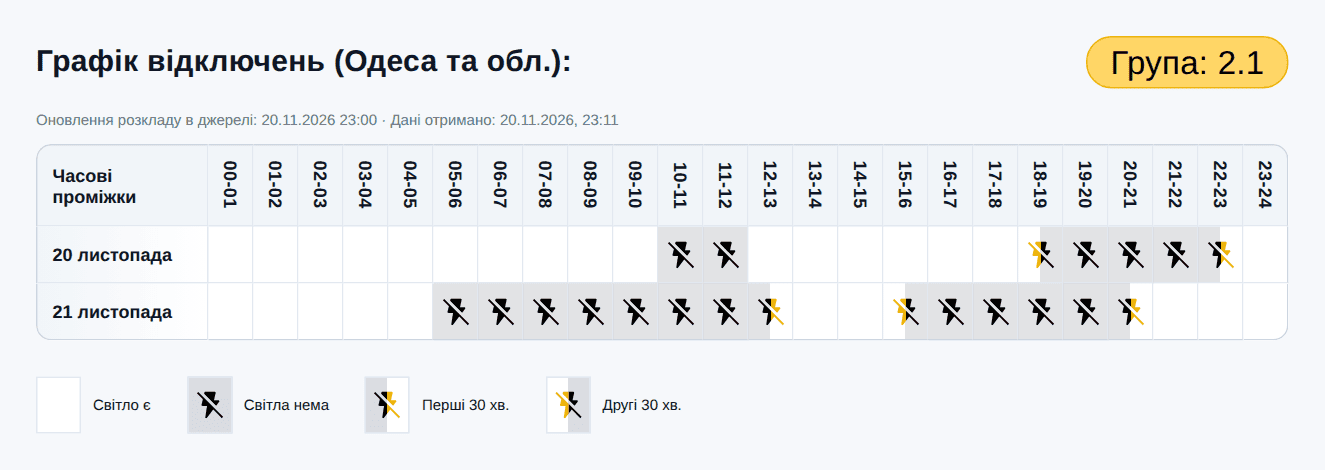 Графік відключень (Одеса та обл.):
Група: 2.1
Оновлення розкладу в джерелі: 20.11.2026 23:00 · Дані отримано: 20.11.2026, 23:11
Часові
проміжки
00-01
01-02
02-03
03-04
04-05
05-06
06-07
07-08
08-09
09-10
10-11
11-12
12-13
13-14
14-15
15-16
16-17
17-18
18-19
19-20
20-21
21-22
22-23
23-24
20 листопада
21 листопада
Світло є
Світла нема
Перші 30 хв.
Другі 30 хв.